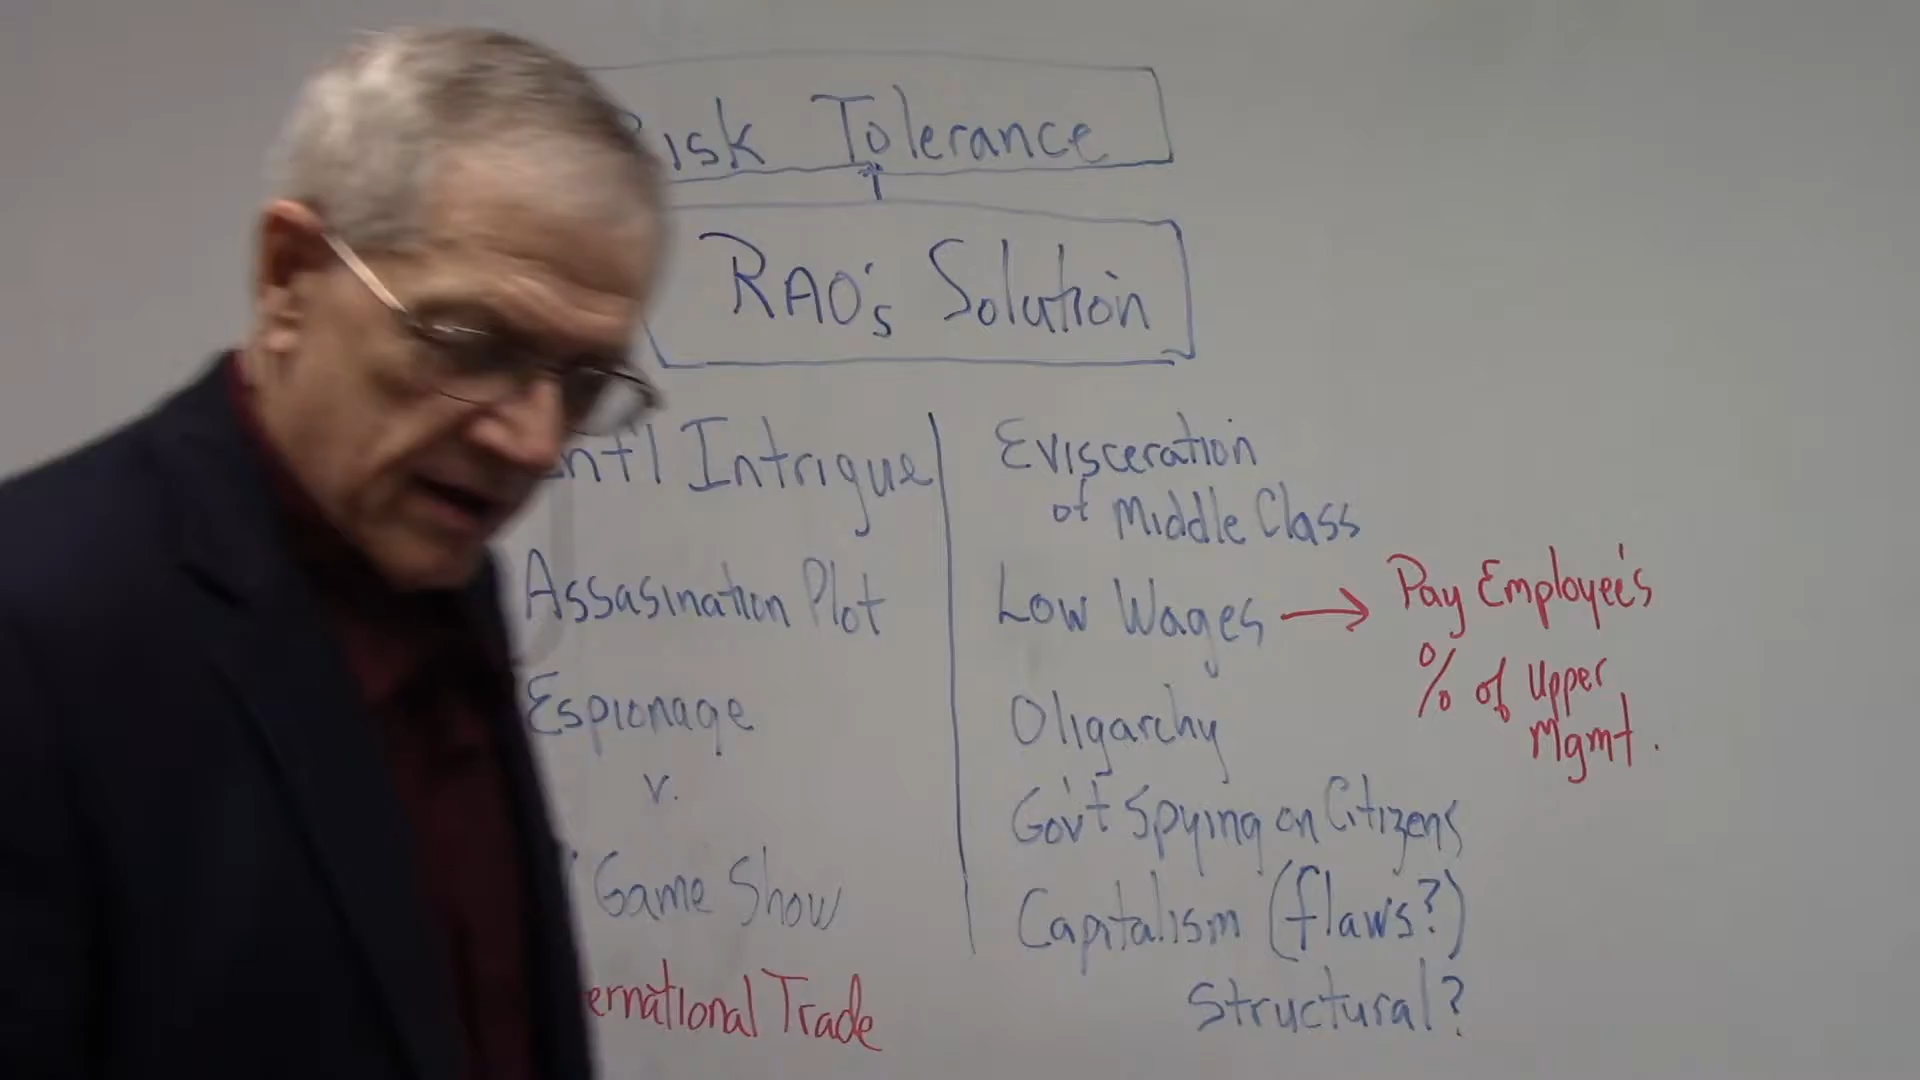 isk Tolerance
RAO's Solution
nt'l Intrigue
Assasination Plot
Espionage
v.
Game Show
ernational Trade
Evisceration
of Middle Class
Low Wages → Pay Employee's
% of Upper
Mgmt.
Oligarchy
Gov't Spying on Citizens
Capitalism (flaws?)
Structural?